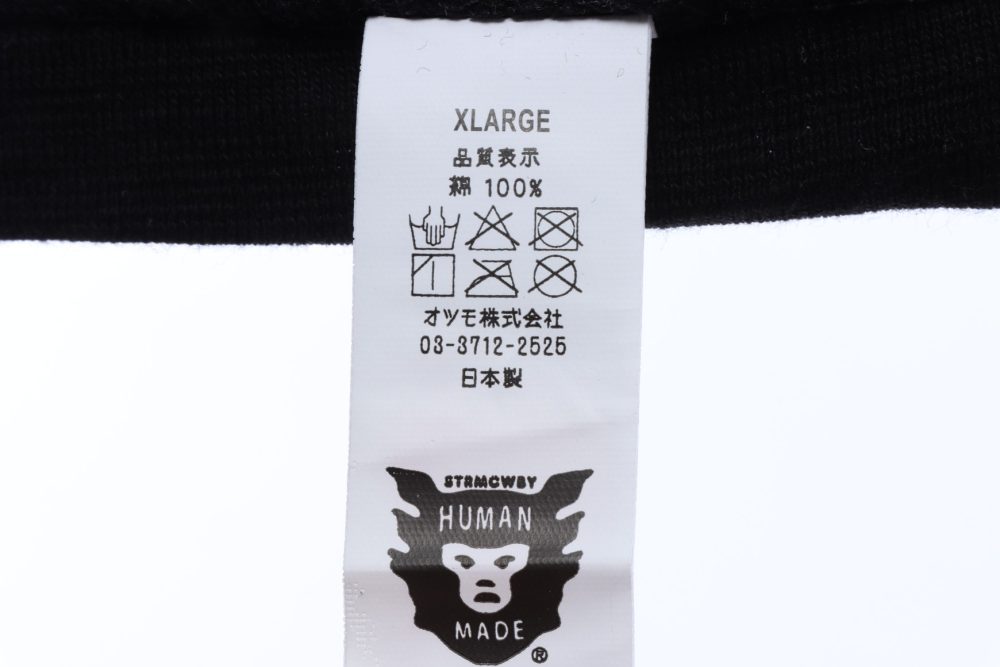 XLARGE
品質表示
綿 100%
オツモ株式会社
03-3712-2525
日本製
STRMCWBY
HUMAN
MADE
®